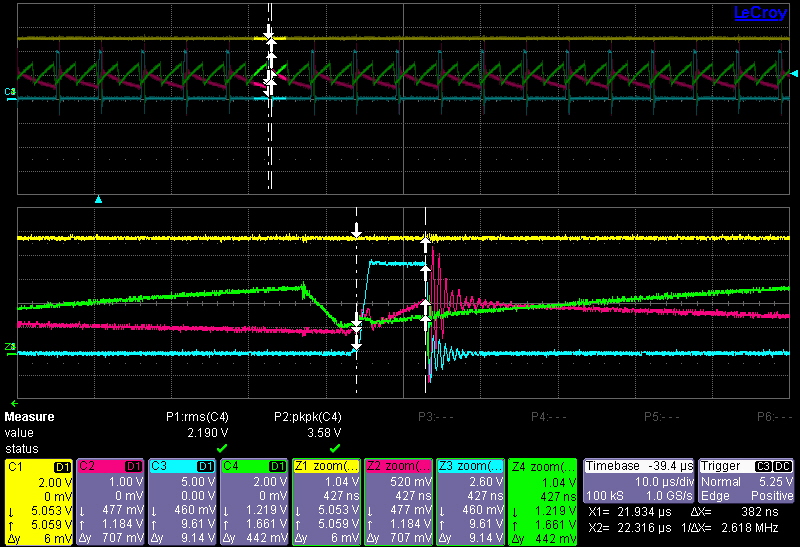 LeCroy
C3
Z3
Measure P1:rms(C4) P2:pkpk(C4) P3:--- P4:--- P5:--- P6:---
value 2.190 V 3.58 V
status
C1 D1
2.00 V
0 mV
↓ 5.053 V
↑ 5.059 V
Δy 6 mV
C2 D1
1.00 V
0.00 V
↓ 477 mV
↑ 1.184 V
Δy 707 mV
C3 D1
5.00 V
0.00 mV
↓ 460 mV
↑ 9.61 V
Δy 9.14 V
C4 D1
2.00 V
0 mV
↓ 1.219 V
↑ 1.661 V
Δy 442 mV
Z1 zoom(...
1.04 V
427 ns
↓ 5.053 V
↑ 5.059 V
Δy 6 mV
Z2 zoom(...
520 mV
427 ns
↓ 477 mV
↑ 1.184 V
Δy 707 mV
Z3 zoom(...
2.60 V
427 ns
↓ 460 mV
↑ 9.61 V
Δy 9.14 V
Z4 zoom(...
1.04 V
427 ns
↓ 1.219 V
↑ 1.661 V
Δy 442 mV
Timebase -39.4 µs
10.0 µs/div
100 kS 1.0 GS/s
Trigger C3 DC
Normal 5.25 V
Edge Positive
X1= 21.934 µs ΔX= 382 ns
X2= 22.316 µs 1/ΔX= 2.618 MHz